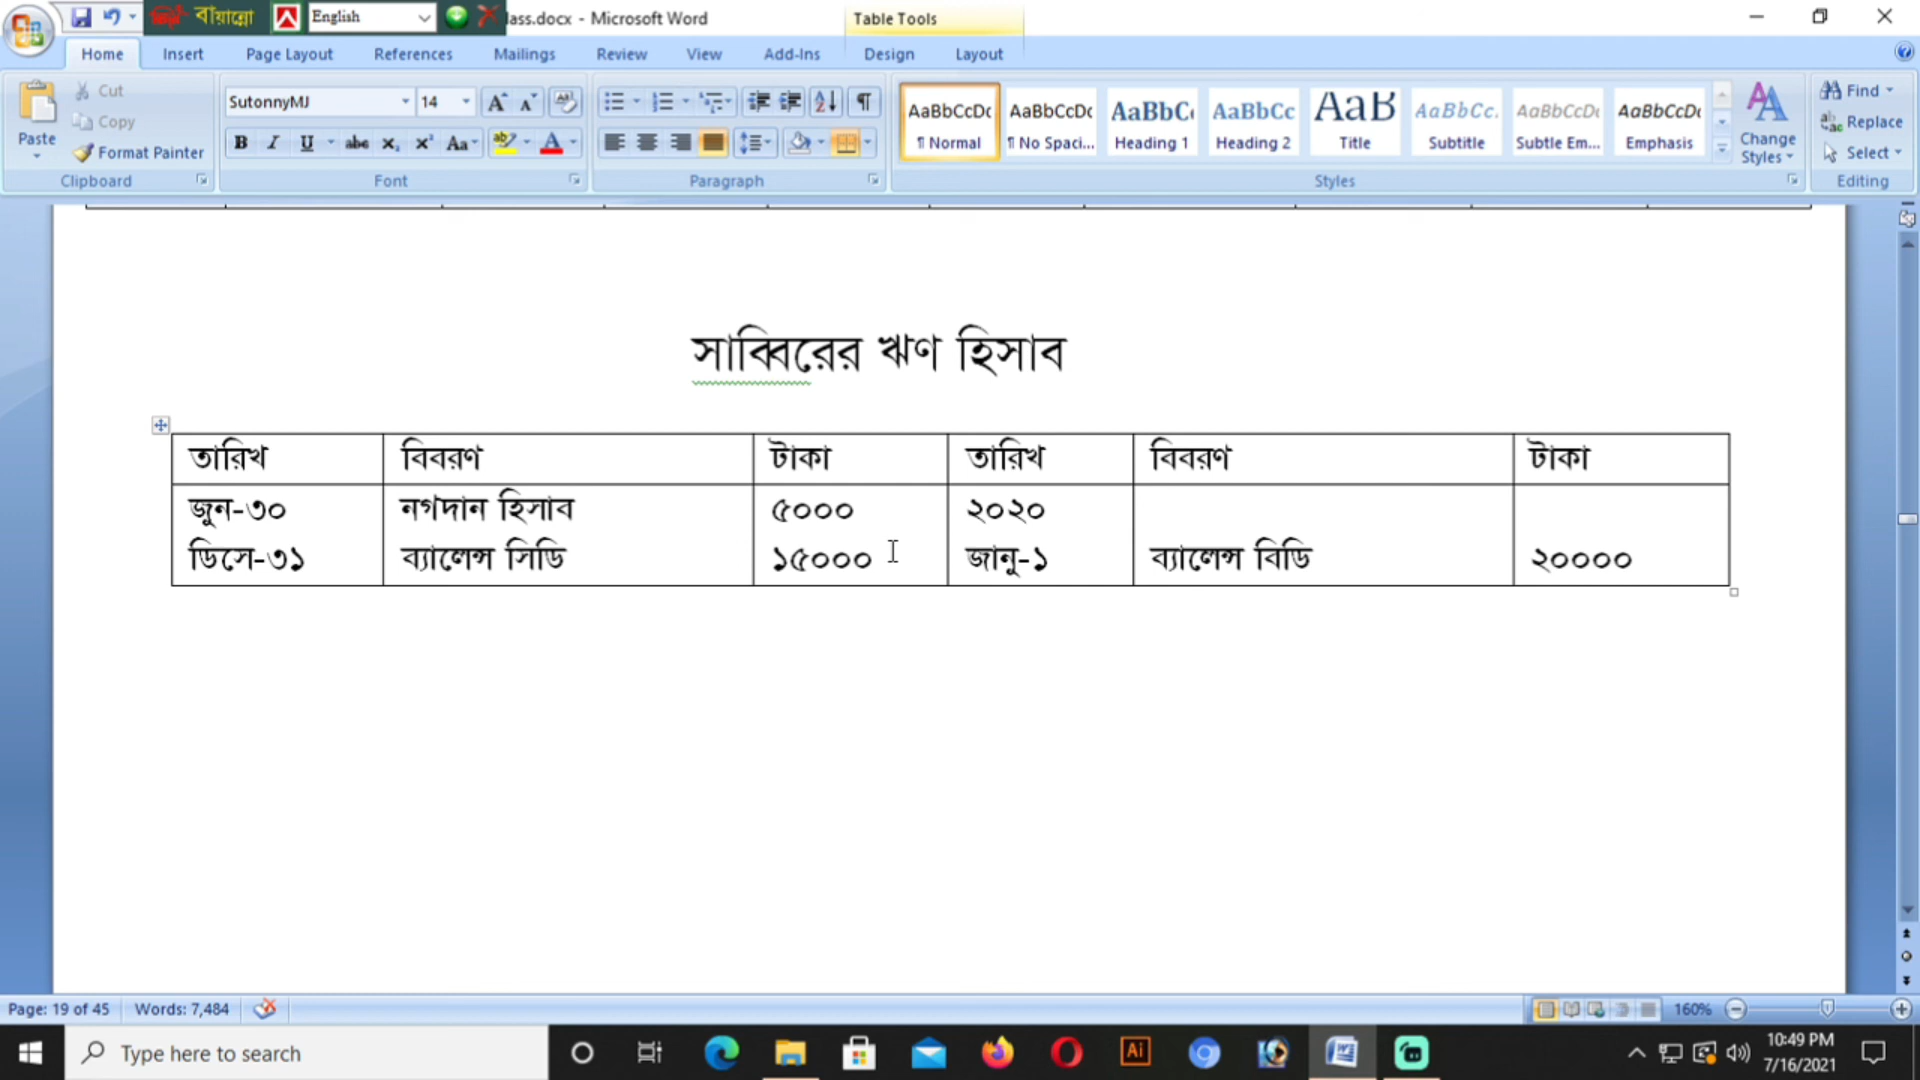 বাঁয়ান্নো English lass.docx - Microsoft Word Table Tools
Home Insert Page Layout References Mailings Review View Add-Ins Design Layout
Paste Cut Copy Format Painter
Clipboard
SutonnyMJ 14
Font
Paragraph
AaBbCcDc AaBbCcDc AaBbC AaBbCc AaB AaBbCc. AaBbCcDc AaBbCcDc
¶ Normal ¶ No Spaci... Heading 1 Heading 2 Title Subtitle Subtle Em... Emphasis
Change Styles
Styles
Find
Replace
Select
Editing
সাব্বিরের ঋণ হিসাব
তারিখ বিবরণ টাকা তারিখ বিবরণ টাকা
জুন-৩০ নগদান হিসাব ৫০০০ ২০২০
ডিসে-৩১ ব্যালেন্স সিডি ১৫০০০ জানু-১ ব্যালেন্স বিডি ২০০০০
Page: 19 of 45 Words: 7,484 160%
Type here to search Ai 10:49 PM
7/16/2021